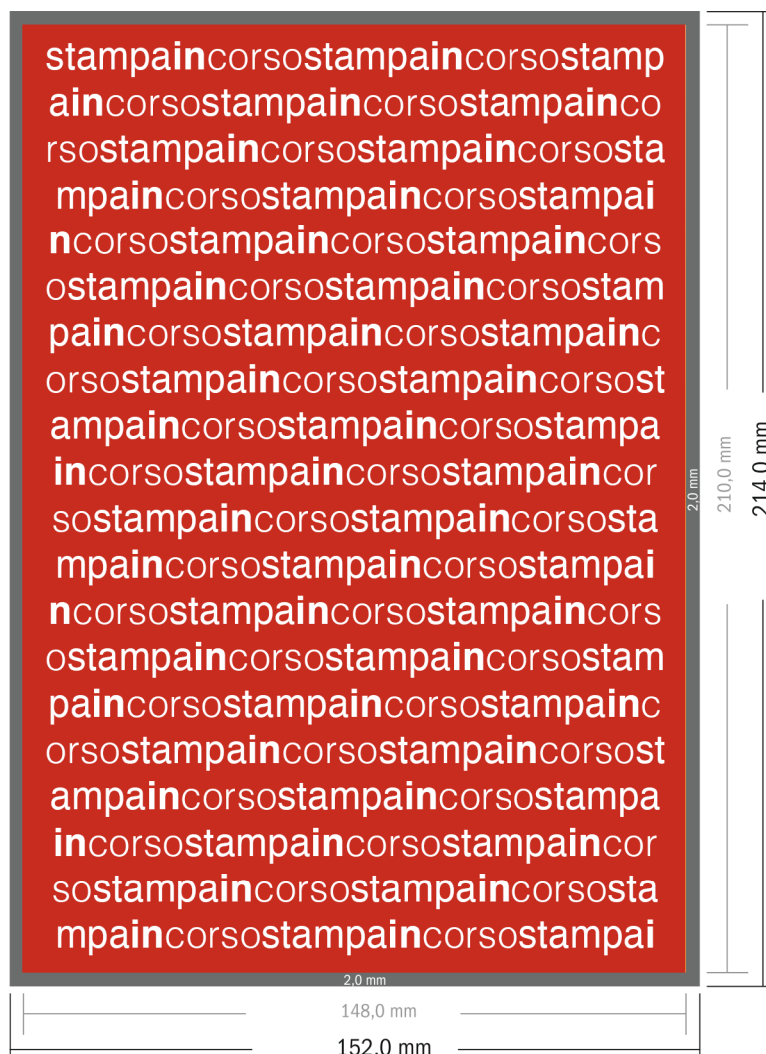 stampaincorsostampaincorsostamp
aincorsostampaincorsostampainco
rsostampaincorsostampaincorsosta
mpaincorsostampaincorsostampai
ncorsostampaincorsostampaincors
ostampaincorsostampaincorsostam
paincorsostampaincorsostampainc
orsostampaincorsostampaincorsost
ampaincorsostampaincorsostampa
incorsostampaincorsostampaincor
sostampaincorsostampaincorsosta
mpaincorsostampaincorsostampai
ncorsostampaincorsostampaincors
ostampaincorsostampaincorsostam
paincorsostampaincorsostampainc
orsostampaincorsostampaincorsost
ampaincorsostampaincorsostampa
incorsostampaincorsostampaincor
sostampaincorsostampaincorsosta
mpaincorsostampaincorsostampai
2,0 mm
210,0 mm
214,0 mm
2,0 mm
148,0 mm
152,0 mm